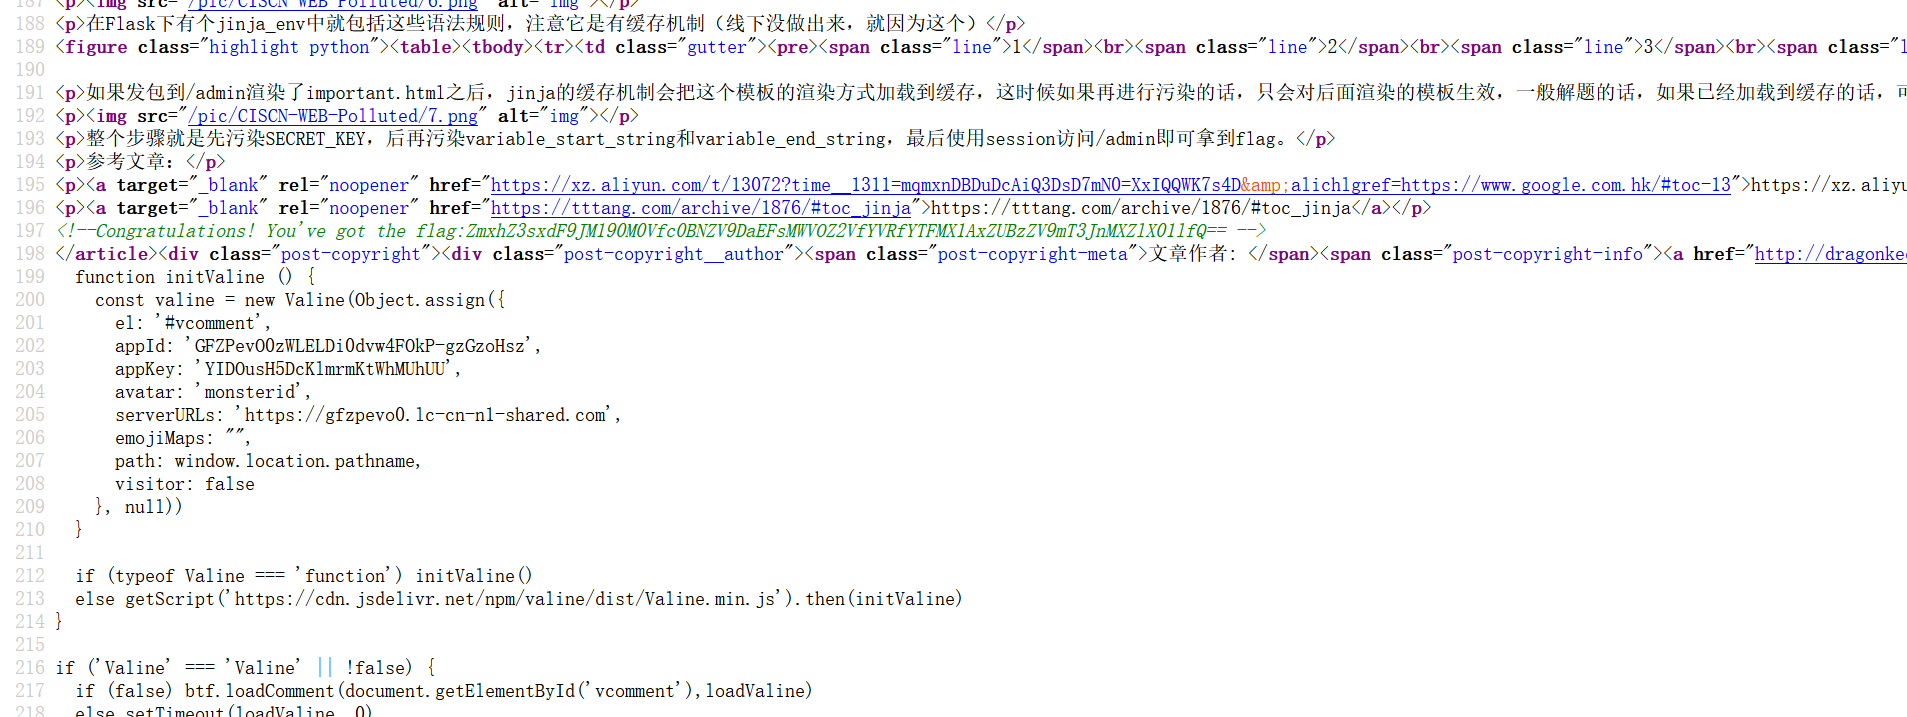 187 <p><img src="/pic/CISCN-WEB-Polluted/6.png" alt="img"></p>
188 <p>在Flask下有个jinja_env中就包括这些语法规则，注意它是有缓存机制（线下没做出来，就因为这个）</p>
189 <figure class="highlight python"><table><tbody><tr><td class="gutter"><pre><span class="line">1</span><br><span class="line">2</span><br><span class="line">3</span><br><span class="l
190
191 <p>如果发包到/admin渲染了important.html之后，jinja的缓存机制会把这个模板的渲染方式加载到缓存，这时候如果再进行污染的话，只会对后面渲染的模板生效，一般解题的话，如果已经加载到缓存的话，可
192 <p><img src="/pic/CISCN-WEB-Polluted/7.png" alt="img"></p>
193 <p>整个步骤就是先污染SECRET_KEY，后再污染variable_start_string和variable_end_string，最后使用session访问/admin即可拿到flag。</p>
194 <p>参考文章：</p>
195 <p><a target="_blank" rel="noopener" href="https://xz.aliyun.com/t/13072?time__1311=mqmxnDBDuDcAiQ3DsD7mN0=XxIQQWK7s4D&amp;alichlgref=https://www.google.com.hk/#toc-13">https://xz.aliyu
196 <p><a target="_blank" rel="noopener" href="https://tttang.com/archive/1876/#toc_jinja">https://tttang.com/archive/1876/#toc_jinja</a></p>
197 <!--Congratulations! You've got the flag:ZmxhZ3sxdF9JM190M0Vfc0BNZV9DaEFsMWVOZ2VfYVRfYTFMX1AxZUBzZV9mT3JnMXZlX011fQ== -->
198 </article><div class="post-copyright"><div class="post-copyright__author"><span class="post-copyright-meta">文章作者: </span><span class="post-copyright-info"><a href="http://dragonkee
199 function initValine () {
200 const valine = new Valine(Object.assign({
201 el: '#vcomment',
202 appId: 'GFZPevO0zWLELDi0dvw4FOkP-gzGzoHsz',
203 appKey: 'YIDOusH5DcKlmrmKtWhMUhUU',
204 avatar: 'monsterid',
205 serverURLs: 'https://gfzpevo0.lc-cn-n1-shared.com',
206 emojiMaps: "",
207 path: window.location.pathname,
208 visitor: false
209 }, null))
210 }
211
212 if (typeof Valine === 'function') initValine()
213 else getScript('https://cdn.jsdelivr.net/npm/valine/dist/Valine.min.js').then(initValine)
214 }
215
216 if ('Valine' === 'Valine' || !false) {
217 if (false) btf.loadComment(document.getElementById('vcomment'),loadValine)
218 else setTimeout(loadValine, 0)